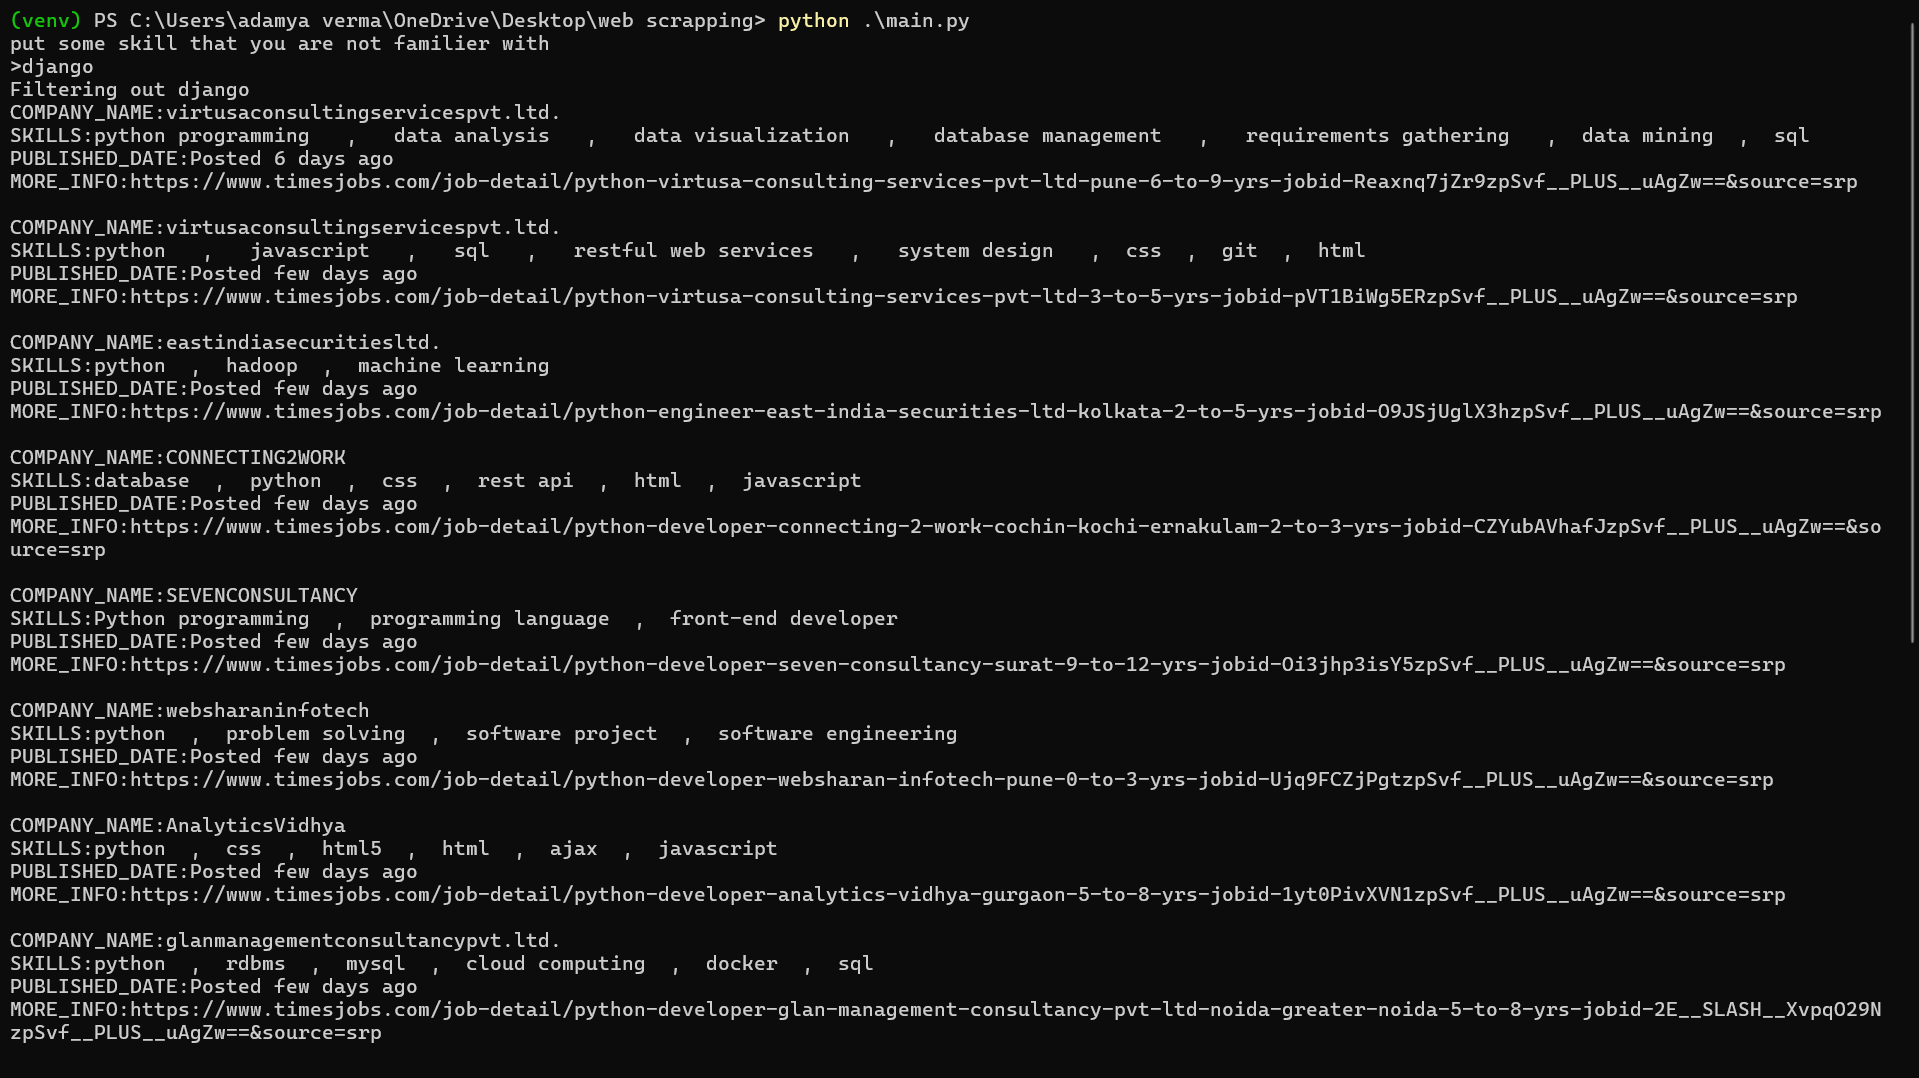 (venv) PS C:\Users\adamya verma\OneDrive\Desktop\web scrapping> python .\main.py
put some skill that you are not familier with
>django
Filtering out django
COMPANY_NAME:virtusaconsultingservicespvt.ltd.
SKILLS:python programming   ,   data analysis   ,   data visualization   ,   database management   ,   requirements gathering   ,  data mining  ,  sql
PUBLISHED_DATE:Posted 6 days ago
MORE_INFO:https://www.timesjobs.com/job-detail/python-virtusa-consulting-services-pvt-ltd-pune-6-to-9-yrs-jobid-Reaxnq7jZr9zpSvf__PLUS__uAgZw==&source=srp

COMPANY_NAME:virtusaconsultingservicespvt.ltd.
SKILLS:python   ,   javascript   ,   sql   ,   restful web services   ,   system design   ,  css  ,  git  ,  html
PUBLISHED_DATE:Posted few days ago
MORE_INFO:https://www.timesjobs.com/job-detail/python-virtusa-consulting-services-pvt-ltd-3-to-5-yrs-jobid-pVT1BiWg5ERzpSvf__PLUS__uAgZw==&source=srp

COMPANY_NAME:eastindiasecuritiesltd.
SKILLS:python  ,  hadoop  ,  machine learning
PUBLISHED_DATE:Posted few days ago
MORE_INFO:https://www.timesjobs.com/job-detail/python-engineer-east-india-securities-ltd-kolkata-2-to-5-yrs-jobid-O9JSjUglX3hzpSvf__PLUS__uAgZw==&source=srp

COMPANY_NAME:CONNECTING2WORK
SKILLS:database  ,  python  ,  css  ,  rest api  ,  html  ,  javascript
PUBLISHED_DATE:Posted few days ago
MORE_INFO:https://www.timesjobs.com/job-detail/python-developer-connecting-2-work-cochin-kochi-ernakulam-2-to-3-yrs-jobid-CZYubAVhafJzpSvf__PLUS__uAgZw==&so
urce=srp

COMPANY_NAME:SEVENCONSULTANCY
SKILLS:Python programming  ,  programming language  ,  front-end developer
PUBLISHED_DATE:Posted few days ago
MORE_INFO:https://www.timesjobs.com/job-detail/python-developer-seven-consultancy-surat-9-to-12-yrs-jobid-Oi3jhp3isY5zpSvf__PLUS__uAgZw==&source=srp

COMPANY_NAME:websharaninfotech
SKILLS:python  ,  problem solving  ,  software project  ,  software engineering
PUBLISHED_DATE:Posted few days ago
MORE_INFO:https://www.timesjobs.com/job-detail/python-developer-websharan-infotech-pune-0-to-3-yrs-jobid-Ujq9FCZjPgtzpSvf__PLUS__uAgZw==&source=srp

COMPANY_NAME:AnalyticsVidhya
SKILLS:python  ,  css  ,  html5  ,  html  ,  ajax  ,  javascript
PUBLISHED_DATE:Posted few days ago
MORE_INFO:https://www.timesjobs.com/job-detail/python-developer-analytics-vidhya-gurgaon-5-to-8-yrs-jobid-1yt0PivXVN1zpSvf__PLUS__uAgZw==&source=srp

COMPANY_NAME:glanmanagementconsultancypvt.ltd.
SKILLS:python  ,  rdbms  ,  mysql  ,  cloud computing  ,  docker  ,  sql
PUBLISHED_DATE:Posted few days ago
MORE_INFO:https://www.timesjobs.com/job-detail/python-developer-glan-management-consultancy-pvt-ltd-noida-greater-noida-5-to-8-yrs-jobid-2E__SLASH__XvpqO29N
zpSvf__PLUS__uAgZw==&source=srp